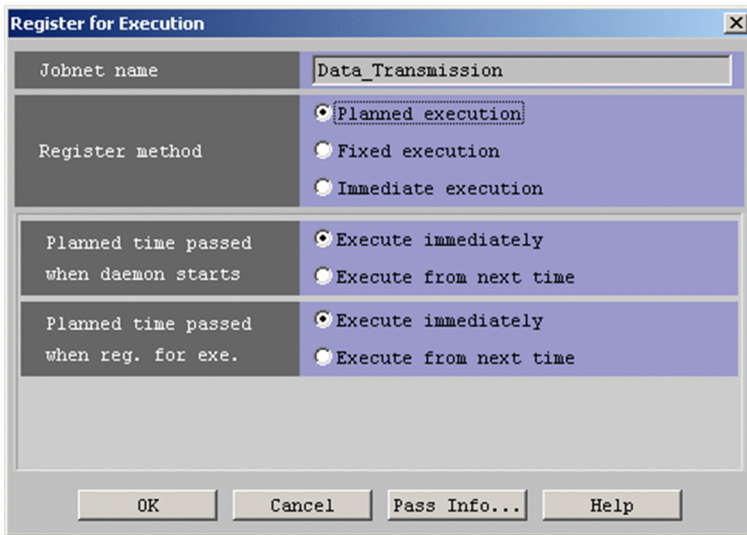 Register for Execution
Jobnet name
Data_Transmission
Register method
Planned execution
Fixed execution
Immediate execution
Planned time passed
when daemon starts
Execute immediately
Execute from next time
Planned time passed
when reg. for exe.
Execute immediately
Execute from next time
OK
Cancel
Pass Info...
Help